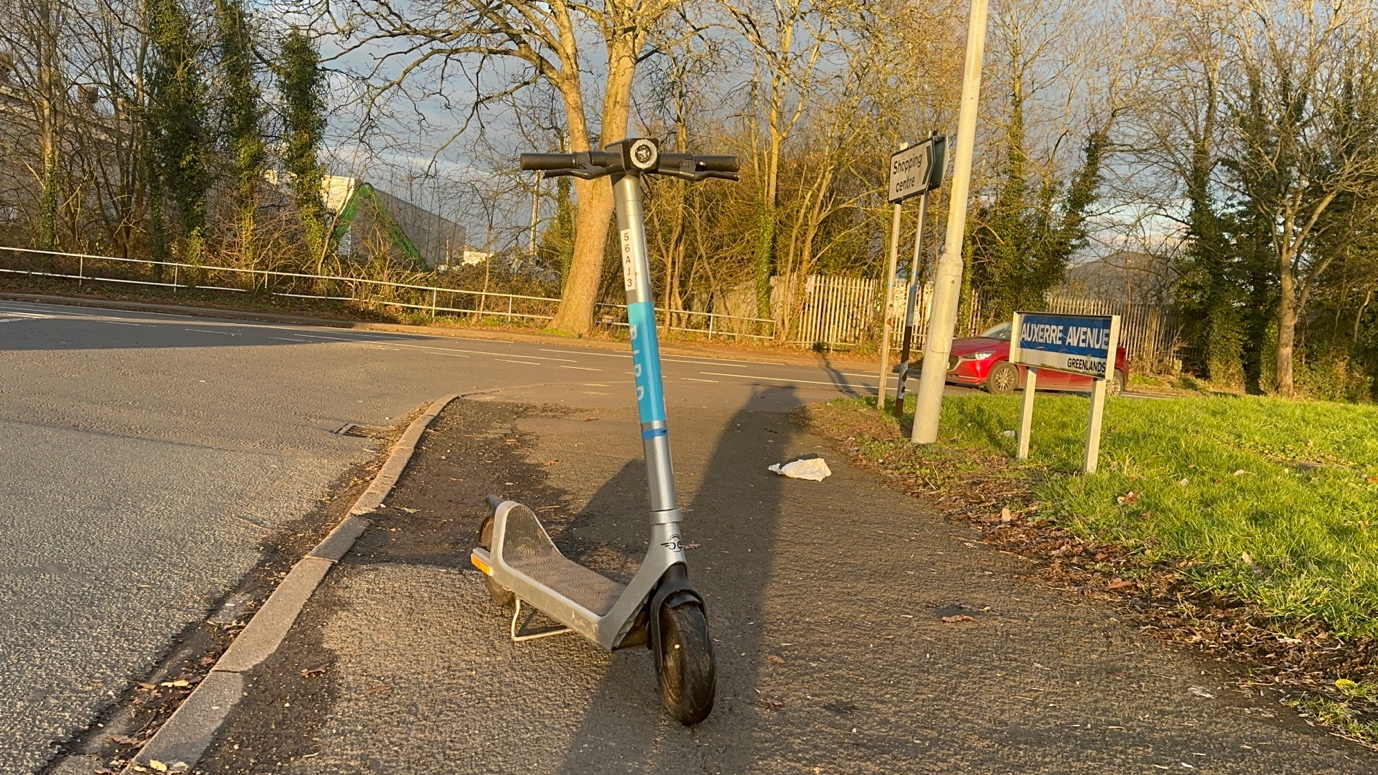 Shopping
centre
56AJ3
BIRD
AUXERRE AVENUE
GREENLANDS